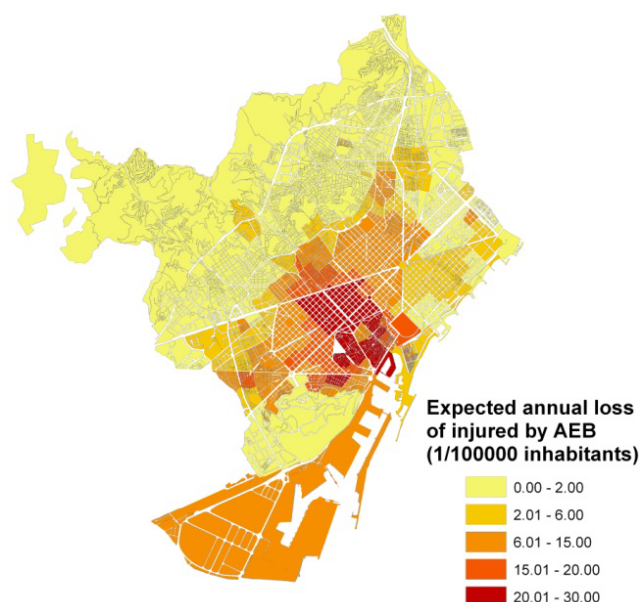 Expected annual loss
of injured by AEB
(1/100000 inhabitants)
0.00 - 2.00
2.01 - 6.00
6.01 - 15.00
15.01 - 20.00
20.01 - 30.00